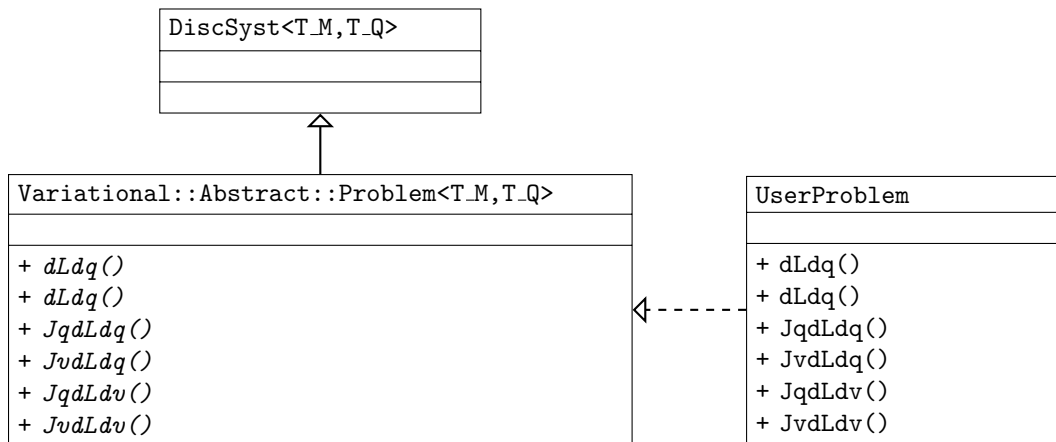 DiscSyst<T_M,T_Q>
Variational::Abstract::Problem<T_M,T_Q>
+ dLdq()
+ dLdq()
+ JqdLdq()
+ JvdLdq()
+ JqdLdv()
+ JvdLdv()
UserProblem
+ dLdq()
+ dLdq()
+ JqdLdq()
+ JvdLdq()
+ JqdLdv()
+ JvdLdv()